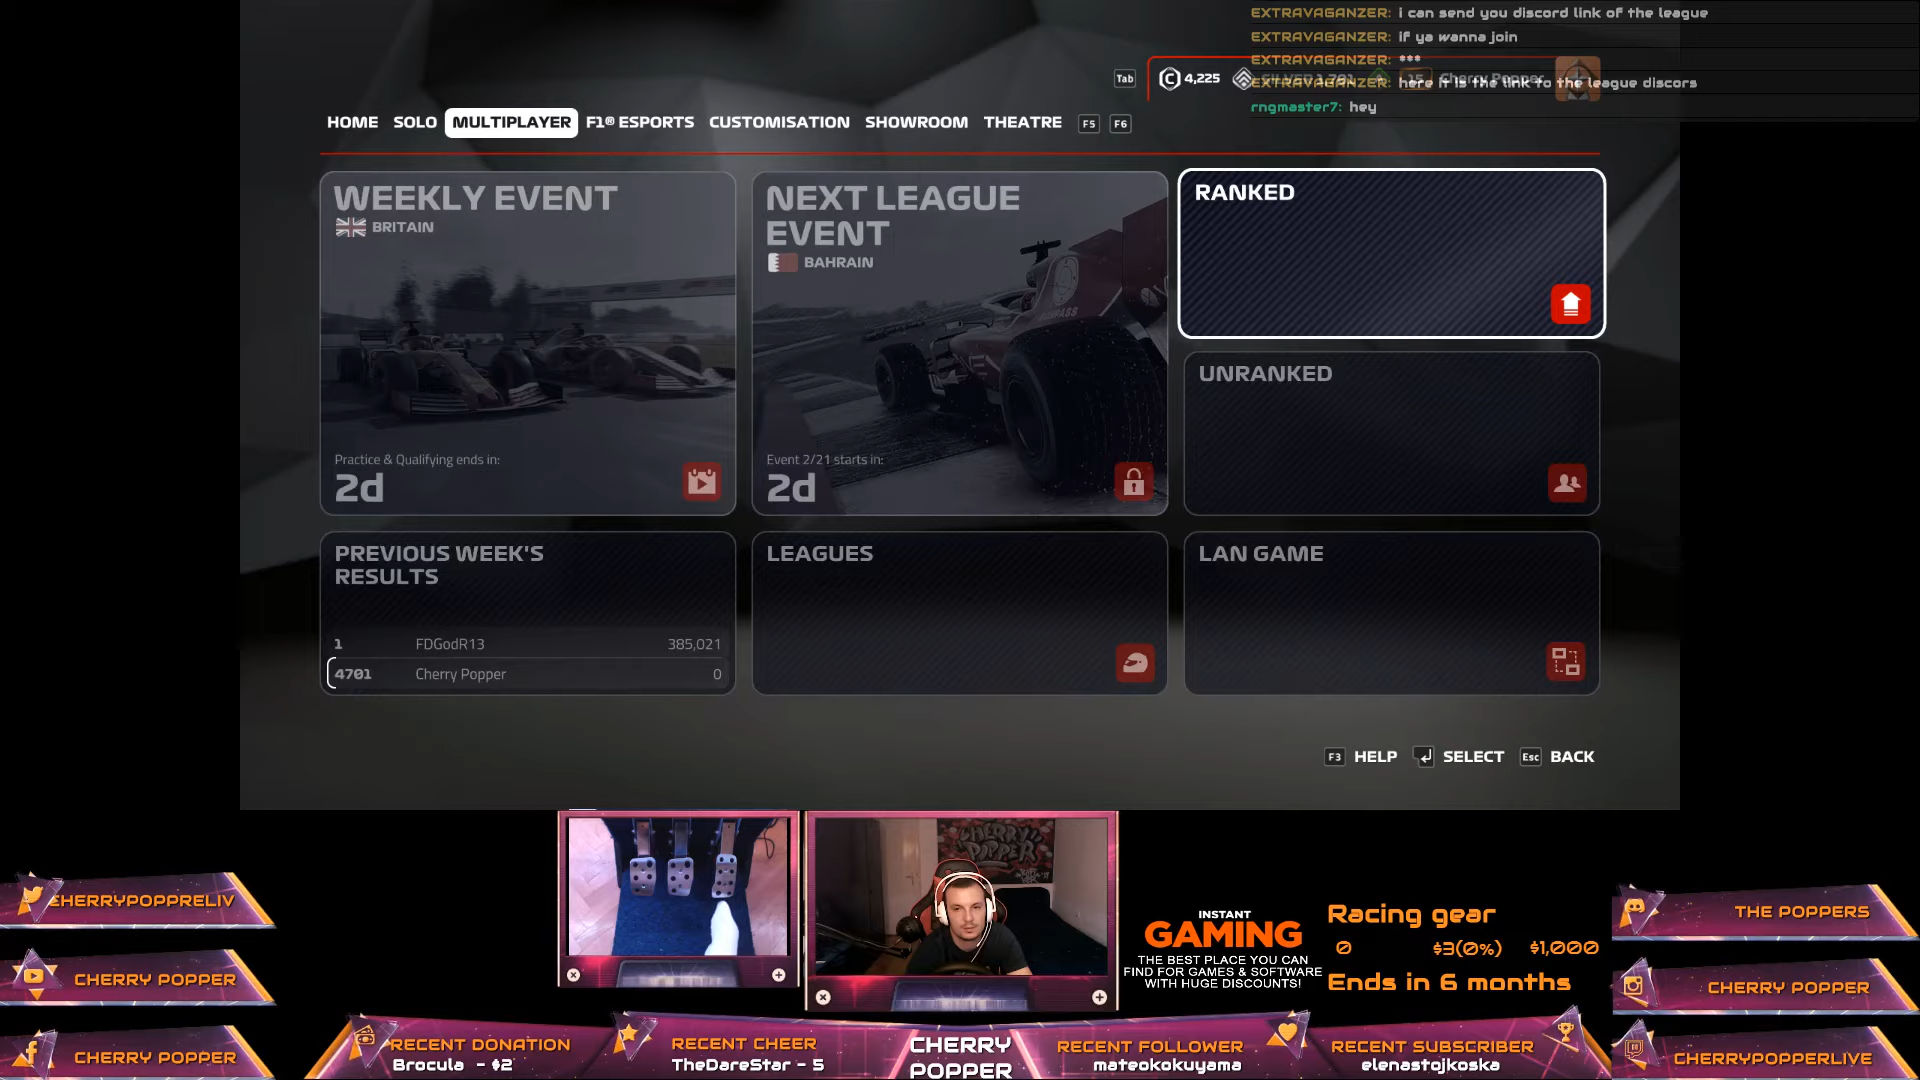 EXTRAVAGANZER: i can send you discord link of the league
EXTRAVAGANZER: if ya wanna join
EXTRAVAGANZER: ***
EXTRAVAGANZER: here it is the link to the league discors
rngmaster7: hey
Tab
4,225
15 Cherry Popper
HOME SOLO MULTIPLAYER F1® ESPORTS CUSTOMISATION SHOWROOM THEATRE F5 F6
WEEKLY EVENT
BRITAIN
Practice & Qualifying ends in:
2d
NEXT LEAGUE
EVENT
BAHRAIN
Event 2/21 starts in:
2d
RANKED
UNRANKED
PREVIOUS WEEK'S
RESULTS
1 FDGodR13 385,021
4701 Cherry Popper 0
LEAGUES
LAN GAME
F3 HELP SELECT Esc BACK
CHERRY
POPPER
CHERRYPOPPRELIV
CHERRY POPPER
CHERRY POPPER
INSTANT
GAMING
THE BEST PLACE YOU CAN
FIND FOR GAMES & SOFTWARE
WITH HUGE DISCOUNTS!
Racing gear
0 $3(0%) $1,000
Ends in 6 months
THE POPPERS
CHERRY POPPER
CHERRYPOPPERLIVE
RECENT DONATION
Brocula - $2
RECENT CHEER
TheDareStar - 5
CHERRY
POPPER
RECENT FOLLOWER
mateokokuyama
RECENT SUBSCRIBER
elenastojkoska